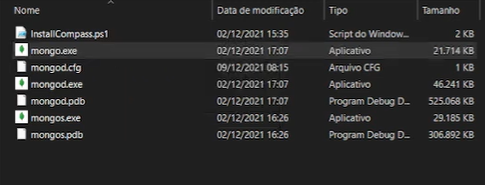 Nome Data de modificação Tipo Tamanho
InstallCompass.ps1 02/12/2021 15:35 Script do Window... 2 KB
mongo.exe 02/12/2021 17:07 Aplicativo 21.714 KB
mongod.cfg 09/12/2021 08:15 Arquivo CFG 1 KB
mongod.exe 02/12/2021 17:07 Aplicativo 46.241 KB
mongod.pdb 02/12/2021 17:07 Program Debug D... 525.068 KB
mongos.exe 02/12/2021 16:26 Aplicativo 29.185 KB
mongos.pdb 02/12/2021 16:26 Program Debug D... 306.892 KB